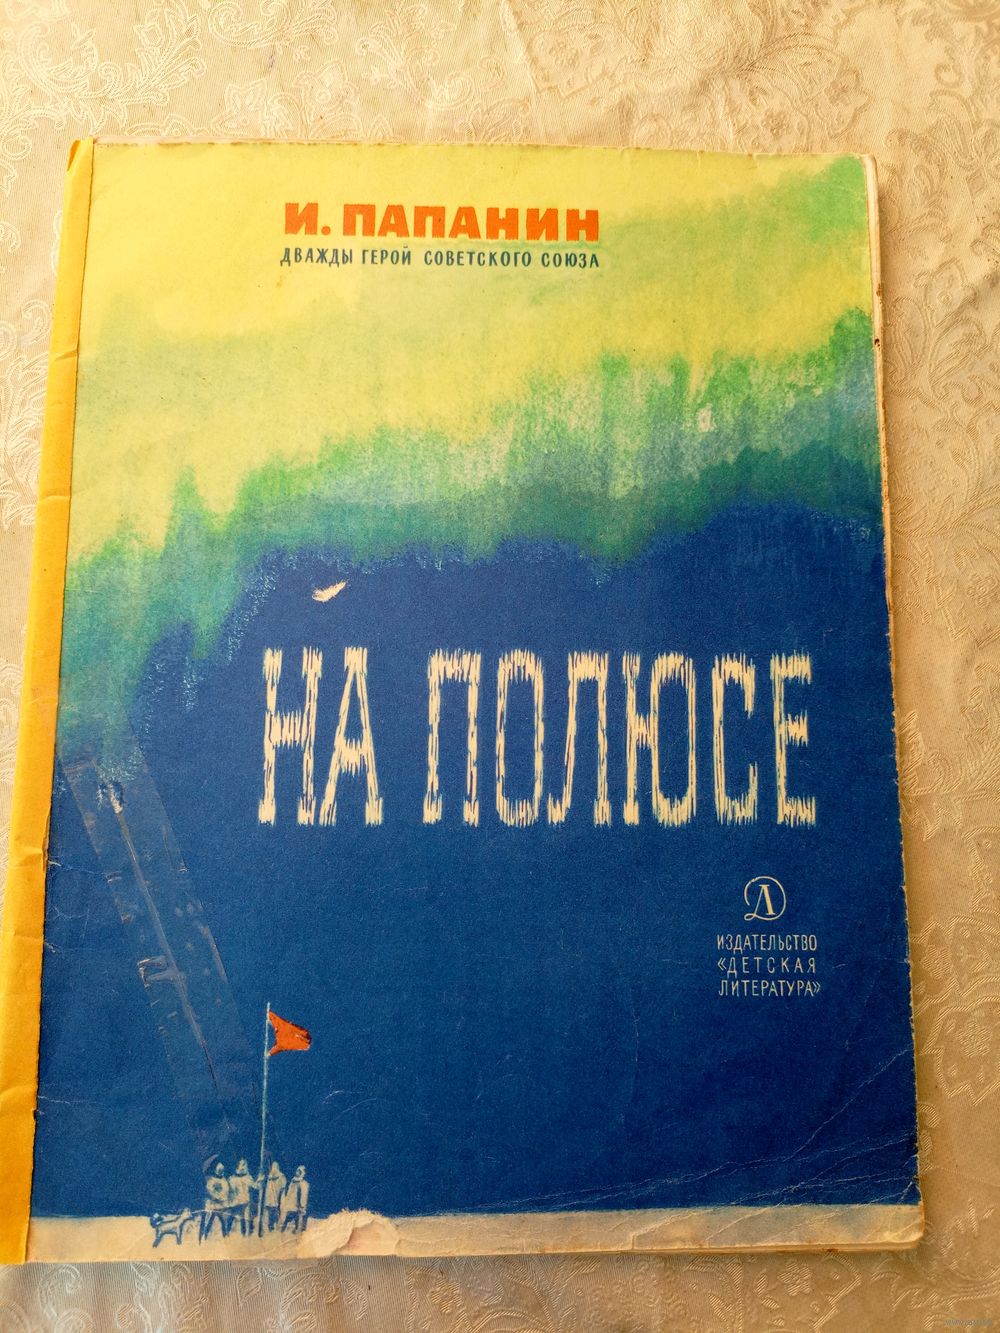 И. ПАПАНИН
ДВАЖДЫ ГЕРОЙ СОВЕТСКОГО СОЮЗА
НА ПОЛЮСЕ
Д
ИЗДАТЕЛЬСТВО
«ДЕТСКАЯ
ЛИТЕРАТУРА»